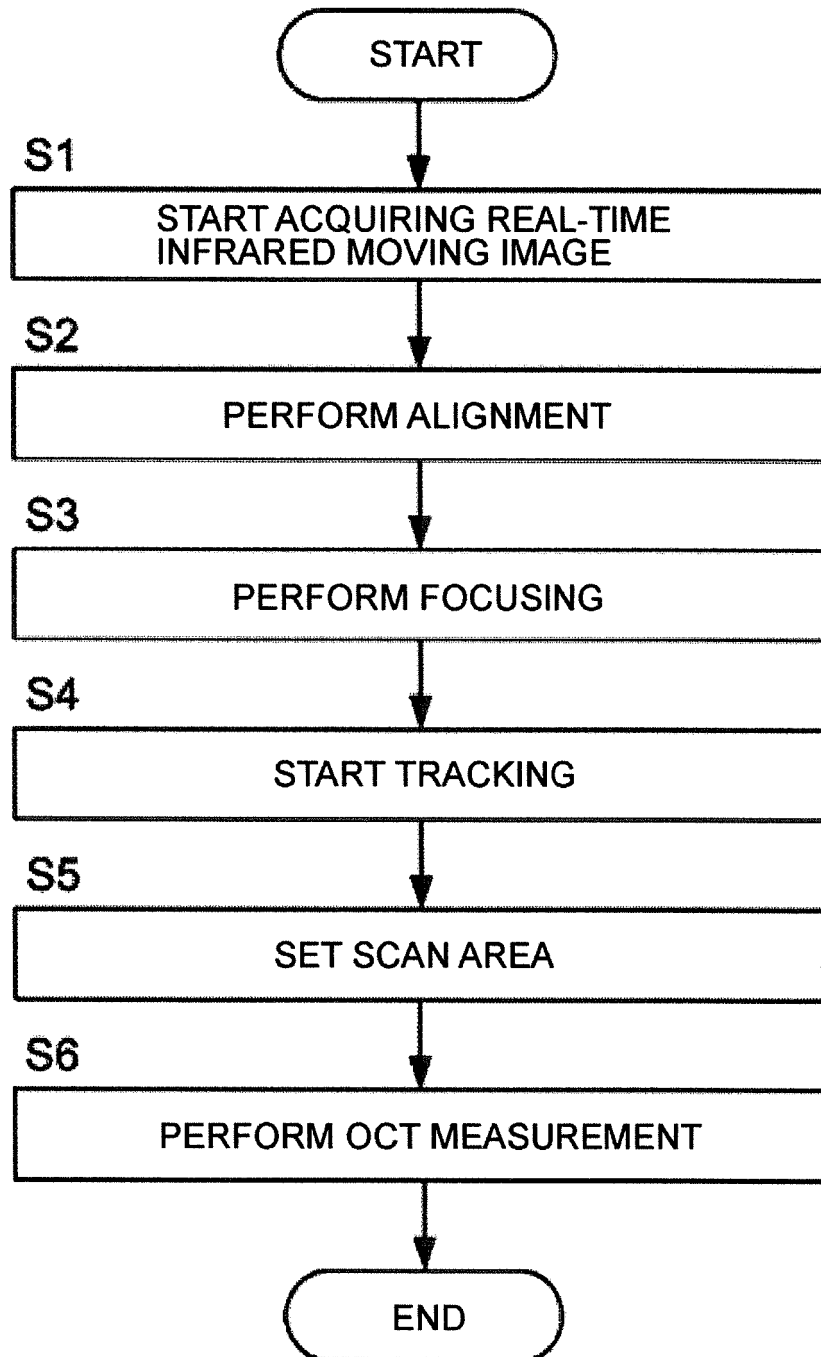 START
S1
START ACQUIRING REAL-TIME
INFRARED MOVING IMAGE
S2
PERFORM ALIGNMENT
S3
PERFORM FOCUSING
S4
START TRACKING
S5
SET SCAN AREA
S6
PERFORM OCT MEASUREMENT
END